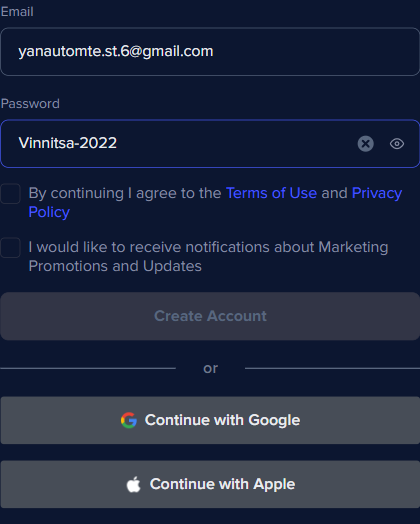 Email
yanautomte.st.6@gmail.com
Password
Vinnitsa-2022
By continuing I agree to the Terms of Use and Privacy
Policy
I would like to receive notifications about Marketing
Promotions and Updates
Create Account
or
Continue with Google
Continue with Apple